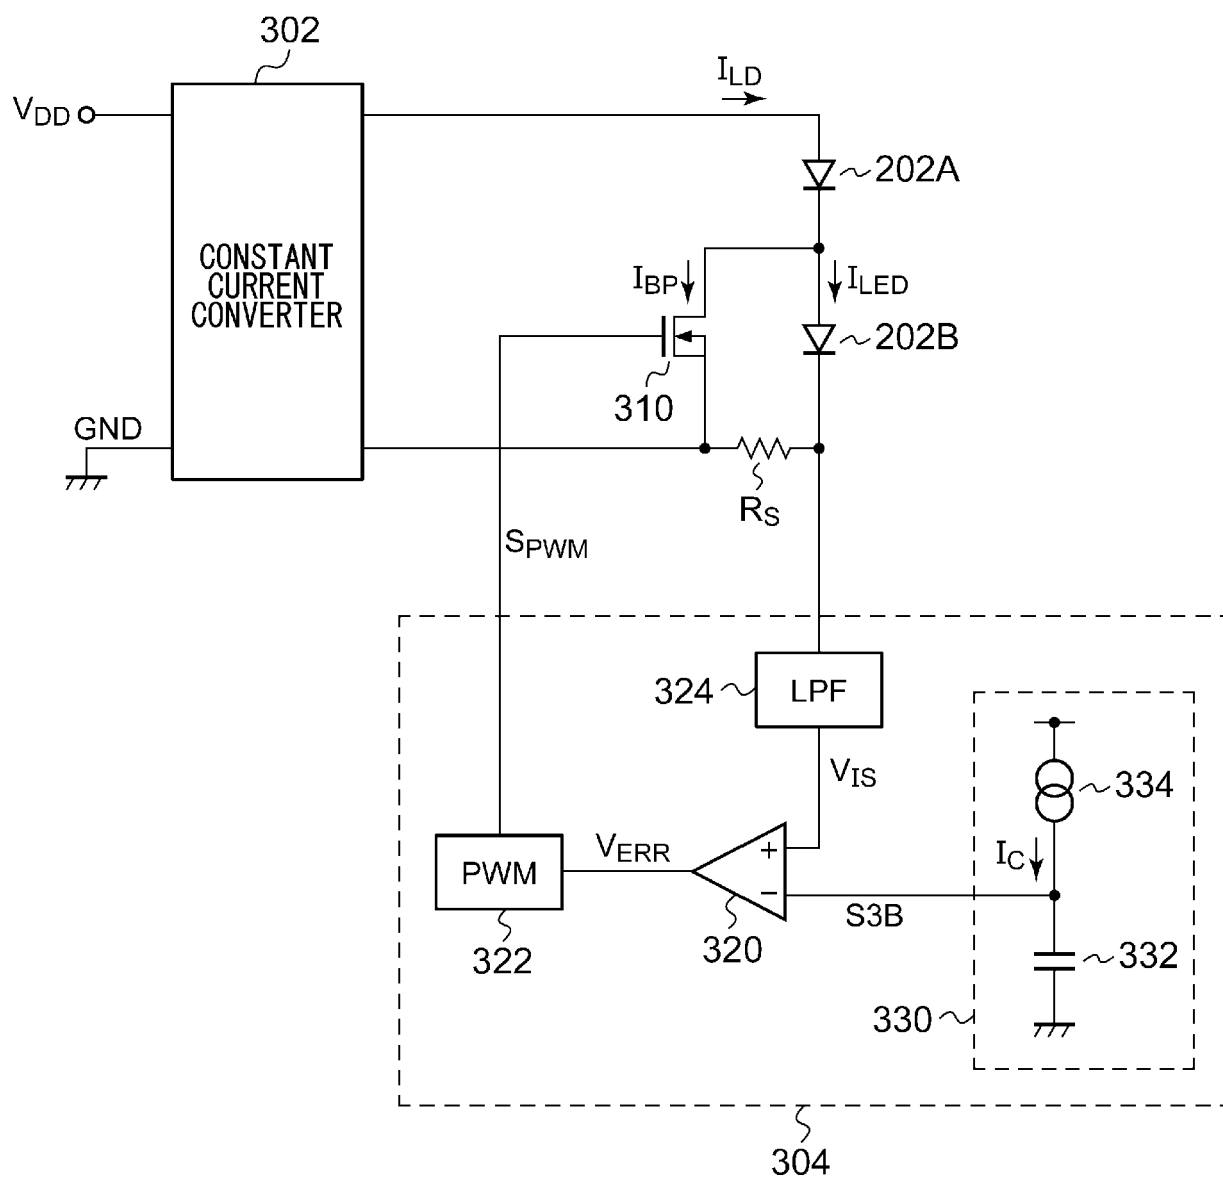 302
I_LD
V_DD
202A
CONSTANT
CURRENT
CONVERTER
I_BP
I_LED
202B
310
GND
R_S
S_PWM
324
LPF
V_IS
334
I_C
V_ERR
+
PWM
−
S3B
320
322
332
330
304